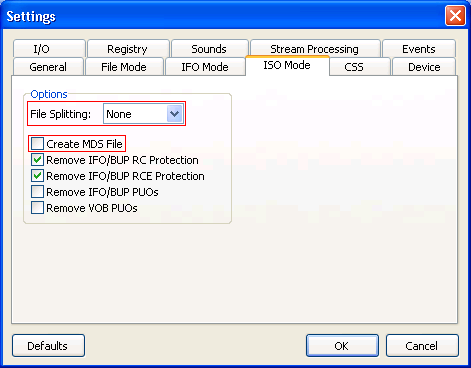 Settings
I/O Registry Sounds Stream Processing Events
General File Mode IFO Mode ISO Mode CSS Device
Options
File Splitting: None
Create MDS File
Remove IFO/BUP RC Protection
Remove IFO/BUP RCE Protection
Remove IFO/BUP PUOs
Remove VOB PUOs
Defaults OK Cancel